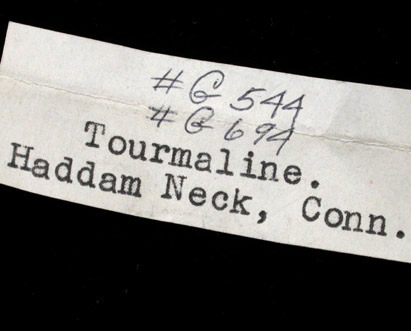 # G 544
# G 694
Tourmaline.
Haddam Neck, Conn.